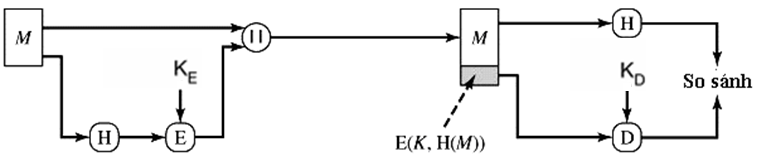 M
||
K_E
H
E
M
E(K, H(M))
H
K_D
D
So sánh